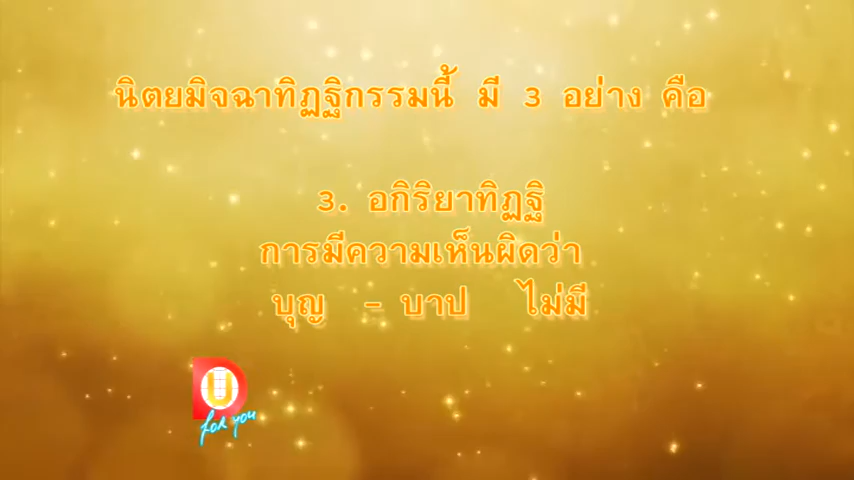 นิตยมิจฉาทิฏฐิกรรมนี้ มี 3 อย่าง คือ
3. อกิริยาทิฏฐิ
การมีความเห็นผิดว่า
บุญ - บาป ไม่มี
U
for you